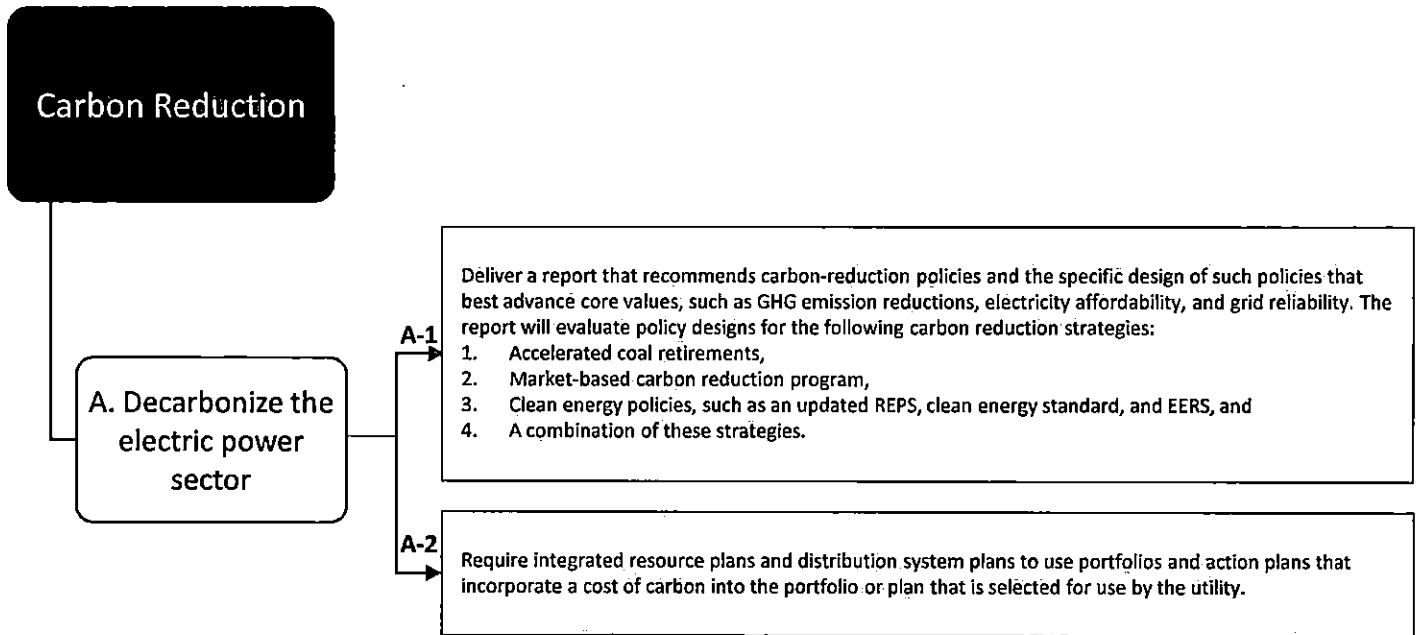 Carbon Reduction
A. Decarbonize the
electric power
sector
A-1
Deliver a report that recommends carbon-reduction policies and the specific design of such policies that
best advance core values, such as GHG emission reductions, electricity affordability, and grid reliability. The
report will evaluate policy designs for the following carbon reduction strategies:
1. Accelerated coal retirements,
2. Market-based carbon reduction program,
3. Clean energy policies, such as an updated REPS, clean energy standard, and EERS, and
4. A combination of these strategies.
A-2
Require integrated resource plans and distribution system plans to use portfolios and action plans that
incorporate a cost of carbon into the portfolio or plan that is selected for use by the utility.